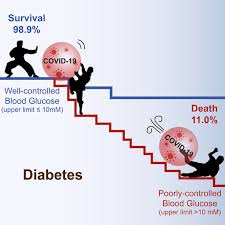 Survival
98.9%
COVID-19
Well-controlled
Blood Glucose
(upper limit ≤ 10mM)
Death
11.0%
COVID-19
Diabetes
Poorly-controlled
Blood Glucose
(upper limit >10 mM)